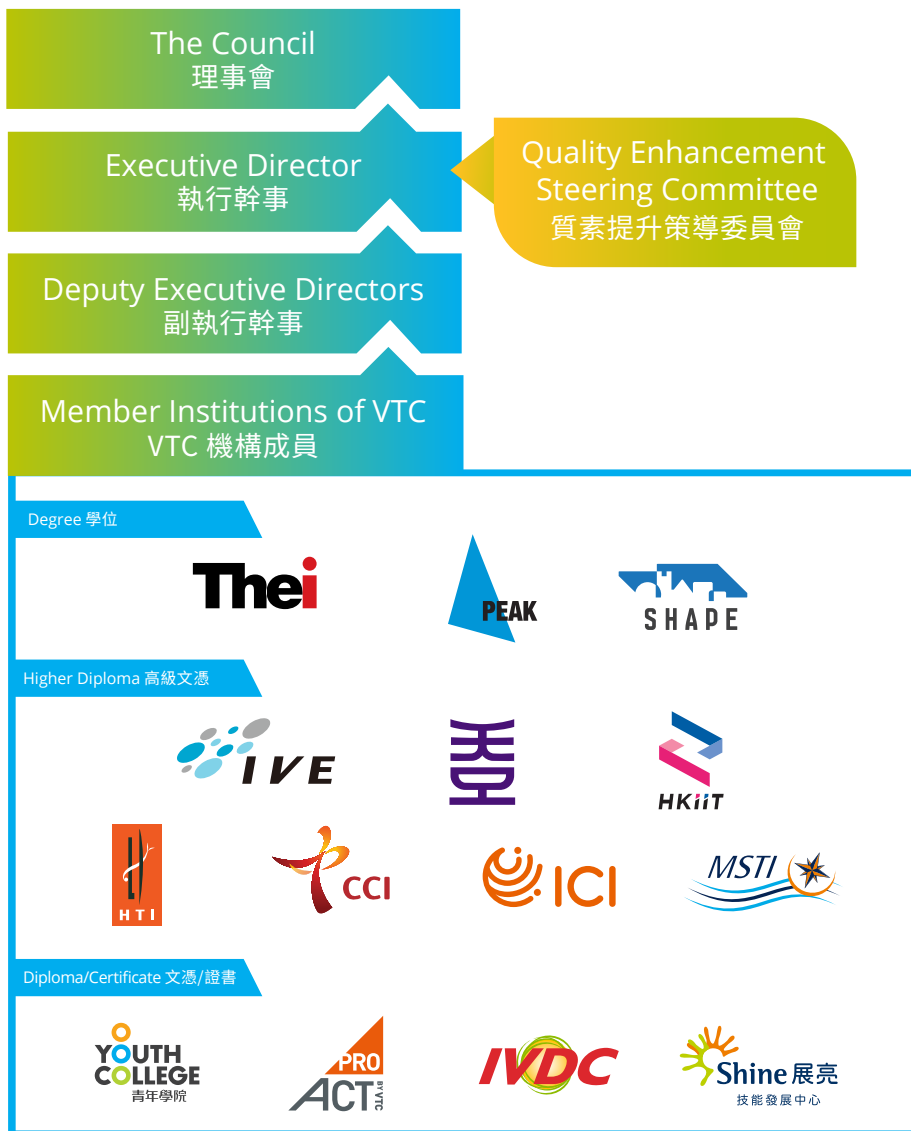 The Council
理事會
Executive Director
執行幹事
Quality Enhancement
Steering Committee
質素提升策導委員會
Deputy Executive Directors
副執行幹事
Member Institutions of VTC
VTC 機構成員
Degree 學位
Thei
PEAK
SHAPE
Higher Diploma 高級文憑
IVE
HKiiT
HTI
CCI
ICI
MSTI
Diploma/Certificate 文憑/證書
YOUTH
COLLEGE
青年學院
PRO
ACT BY VTC
IVDC
Shine 展亮
技能發展中心